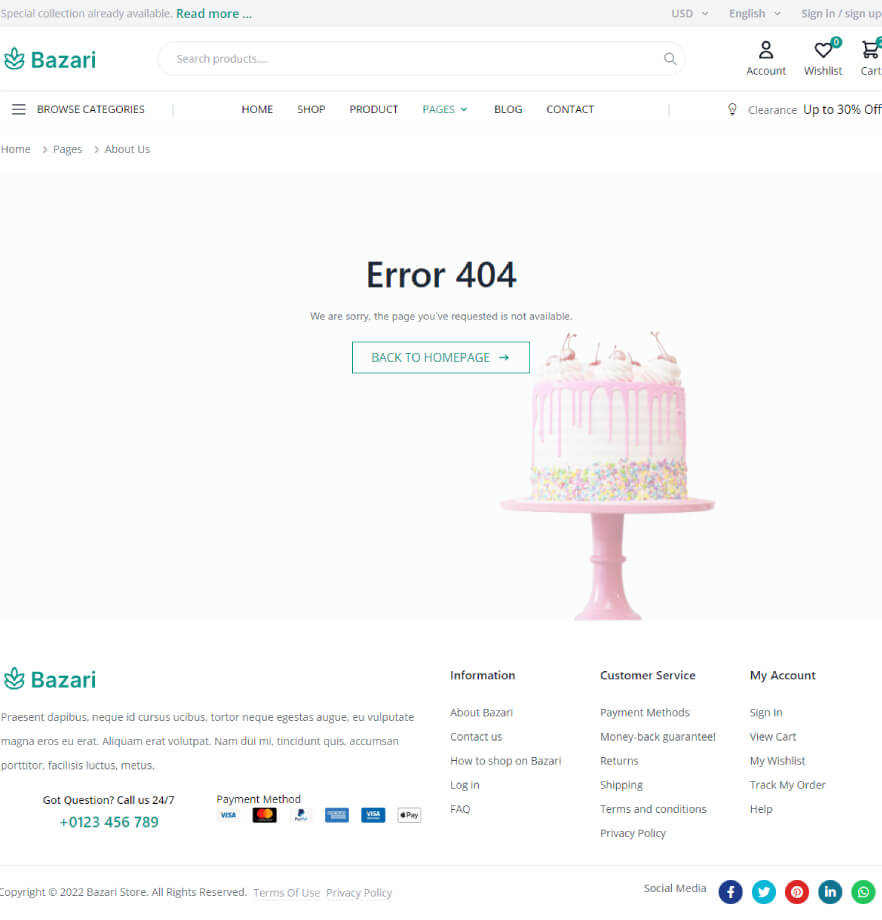 Special collection already available. Read more ...
USD English Sign in / sign up
Bazari
Search products....
0
Account Wishlist Cart
BROWSE CATEGORIES HOME SHOP PRODUCT PAGES BLOG CONTACT Clearance Up to 30% Off
Home > Pages > About Us
Error 404
We are sorry, the page you've requested is not available.
BACK TO HOMEPAGE →
Bazari
Praesent dapibus, neque id cursus ucibus, tortor neque egestas augue, eu vulputate
magna eros eu erat. Aliquam erat volutpat. Nam dui mi, tincidunt quis, accumsan
porttitor, facilisis luctus, metus.
Got Question? Call us 24/7
+0123 456 789
Payment Method
VISA PayPal VISA Pay
Information
About Bazari
Contact us
How to shop on Bazari
Log in
FAQ
Customer Service
Payment Methods
Money-back guarantee!
Returns
Shipping
Terms and conditions
Privacy Policy
My Account
Sign In
View Cart
My Wishlist
Track My Order
Help
Copyright © 2022 Bazari Store. All Rights Reserved. Terms Of Use Privacy Policy
Social Media